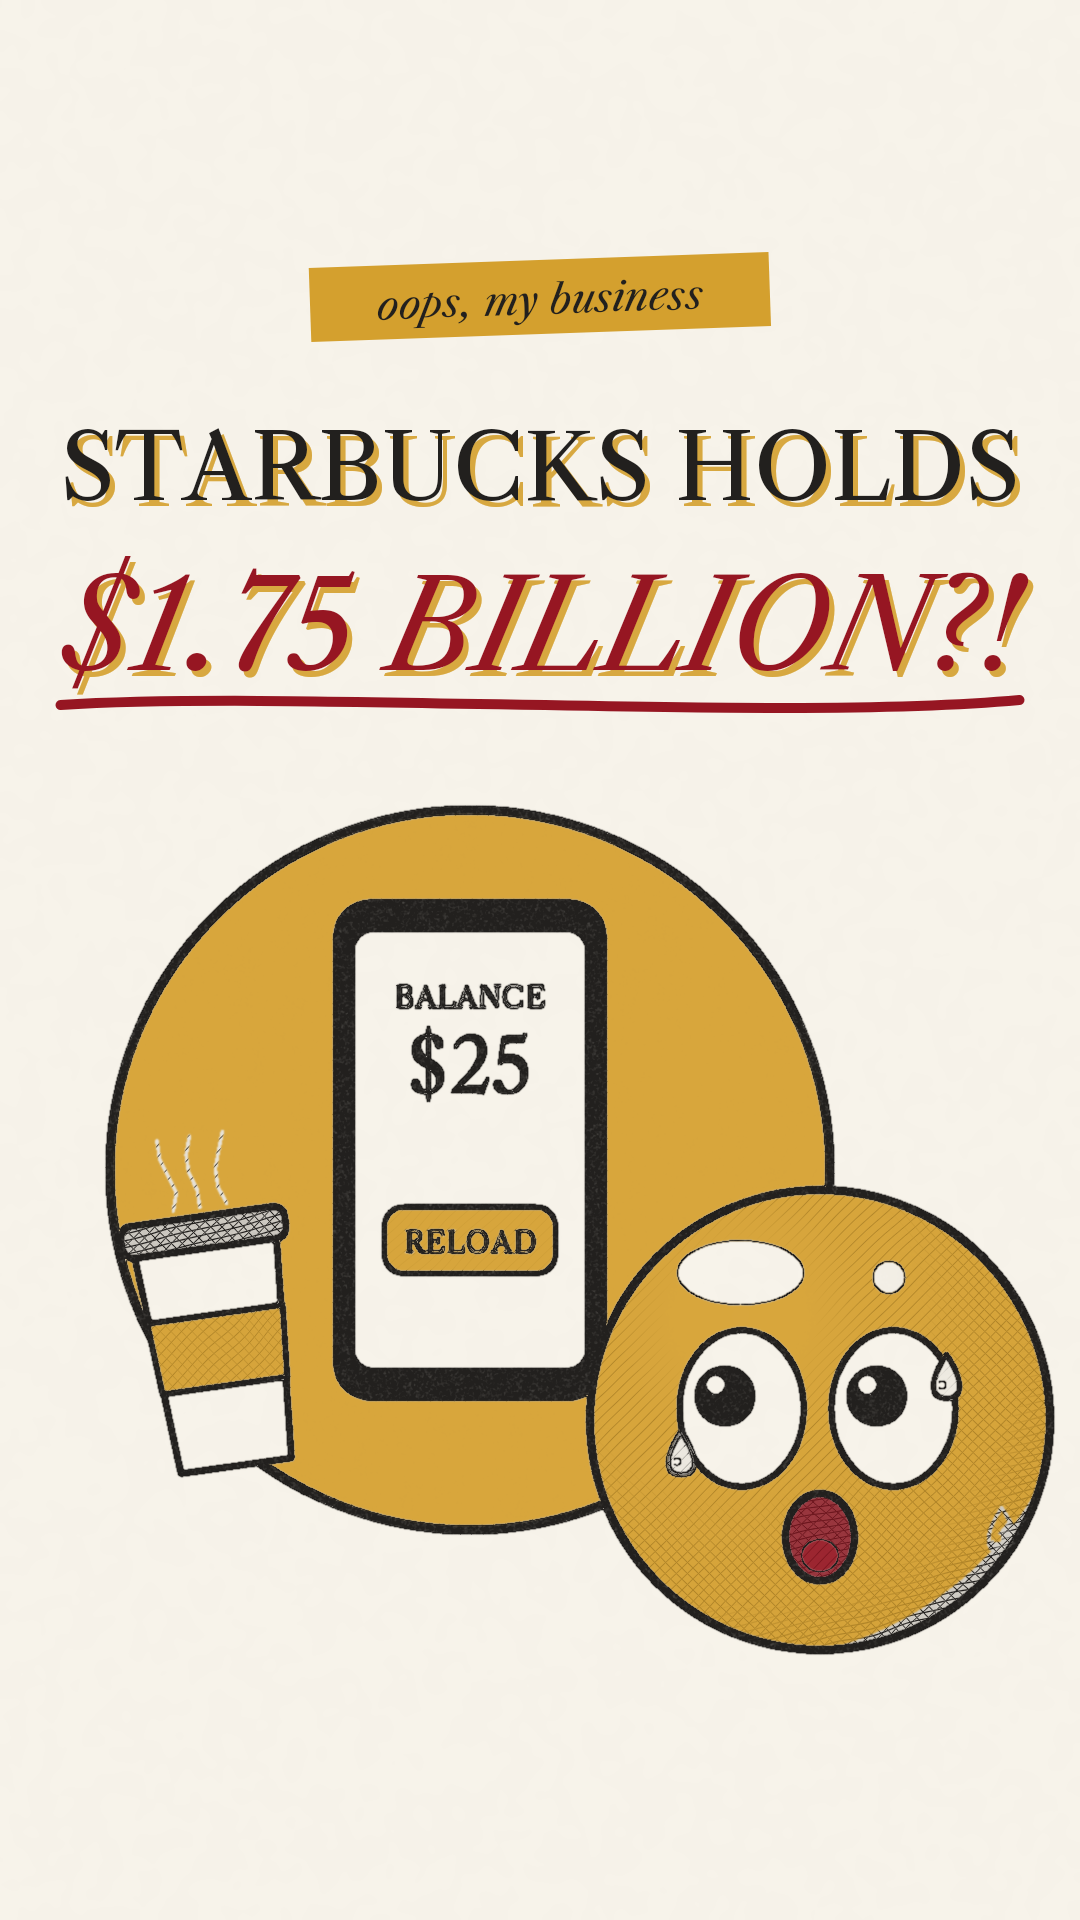 oops, my business
STARBUCKS HOLDS
$1.75 BILLION?!
BALANCE
$25
RELOAD